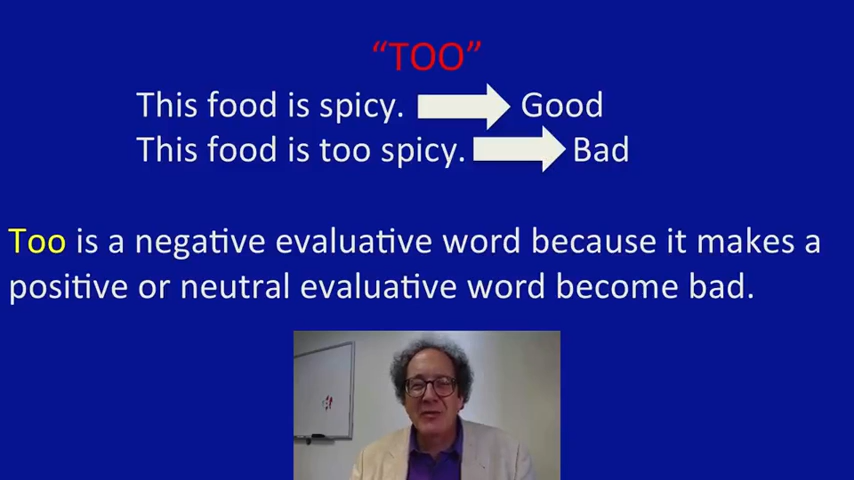 “TOO”
This food is spicy. Good
This food is too spicy. Bad
Too is a negative evaluative word because it makes a
positive or neutral evaluative word become bad.